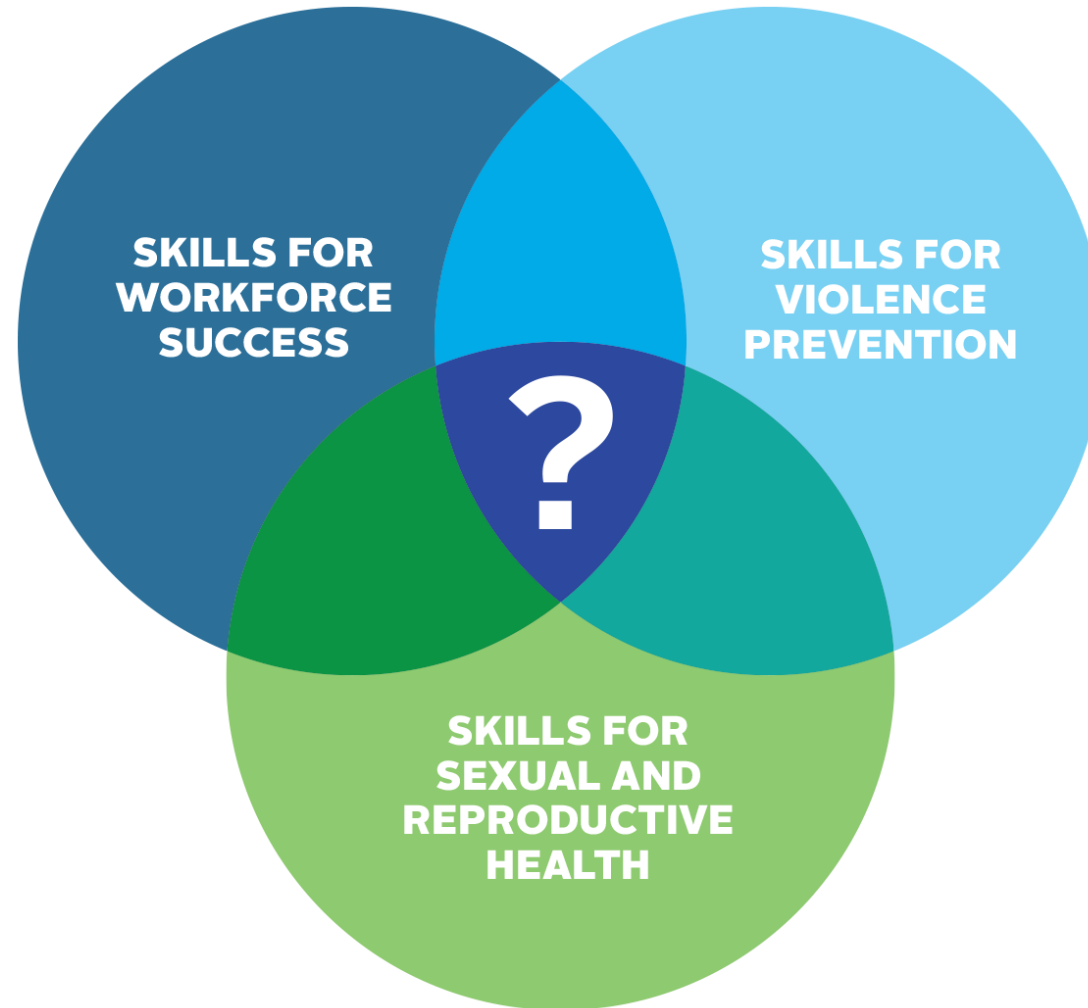 SKILLS FOR
WORKFORCE
SUCCESS
SKILLS FOR
VIOLENCE
PREVENTION
?
SKILLS FOR
SEXUAL AND
REPRODUCTIVE
HEALTH